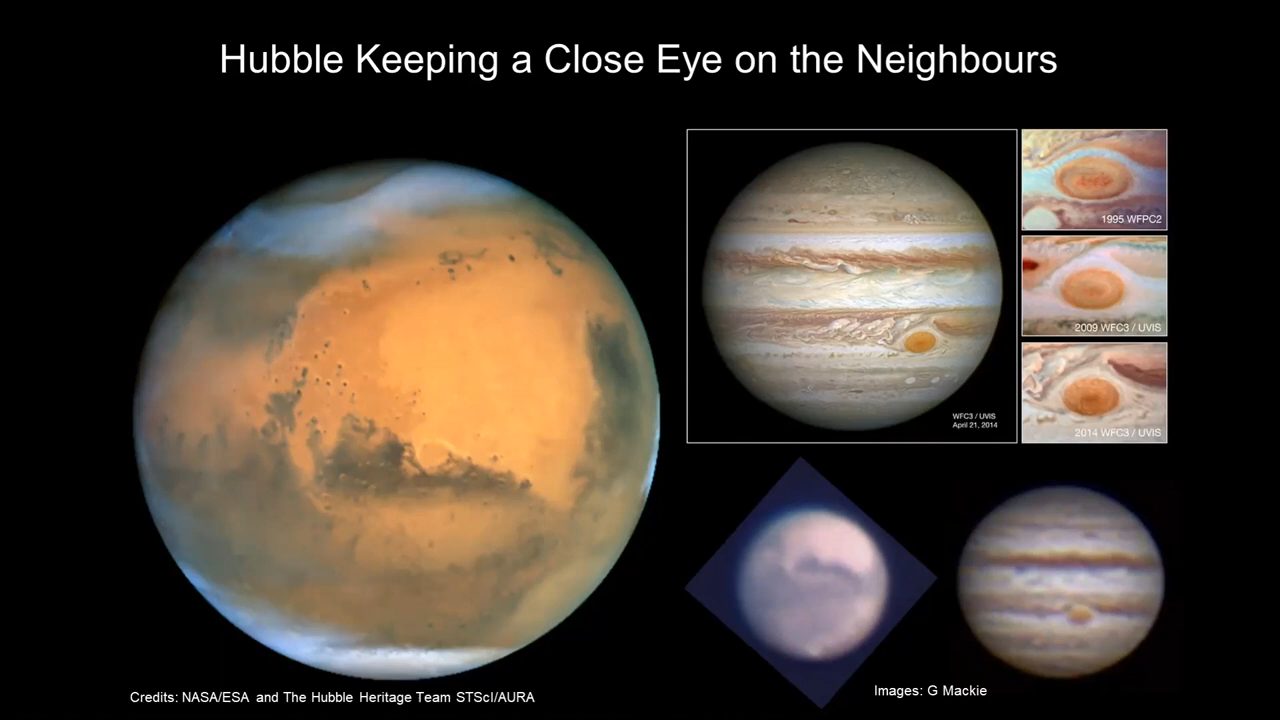 Hubble Keeping a Close Eye on the Neighbours
1995 WFPC2
2009 WFC3 / UVIS
WFC3 / UVIS
April 21, 2014
2014 WFC3 / UVIS
Credits: NASA/ESA and The Hubble Heritage Team STScI/AURA
Images: G Mackie